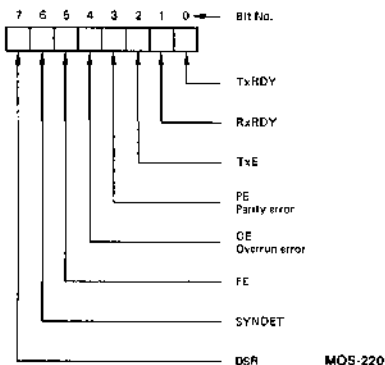 7 6 5 4 3 2 1 0 Bit No.
TxRDY
RxRDY
TxE
PE
Parity error
OE
Overrun error
FE
SYNDET
DSR
MOS-220